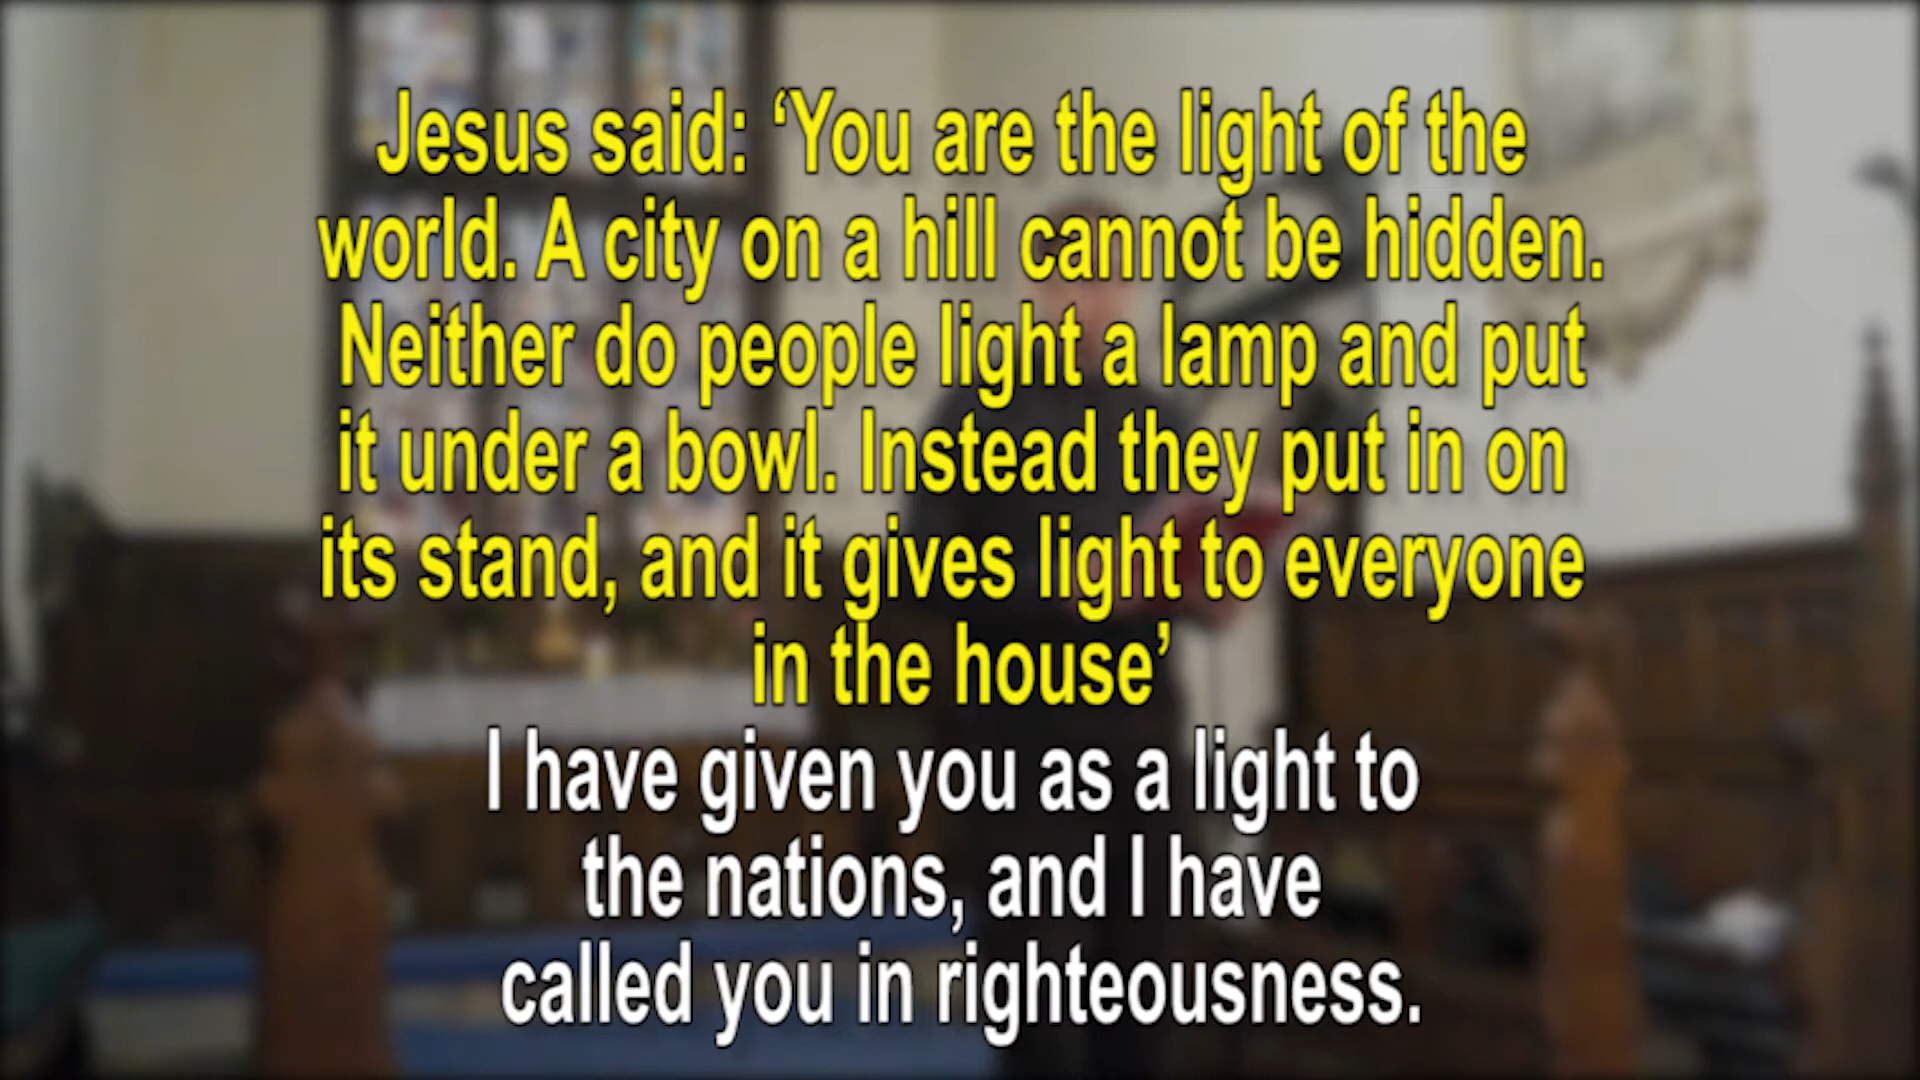 Jesus said: ‘You are the light of the
world. A city on a hill cannot be hidden.
Neither do people light a lamp and put
it under a bowl. Instead they put in on
its stand, and it gives light to everyone
in the house’
I have given you as a light to
the nations, and I have
called you in righteousness.